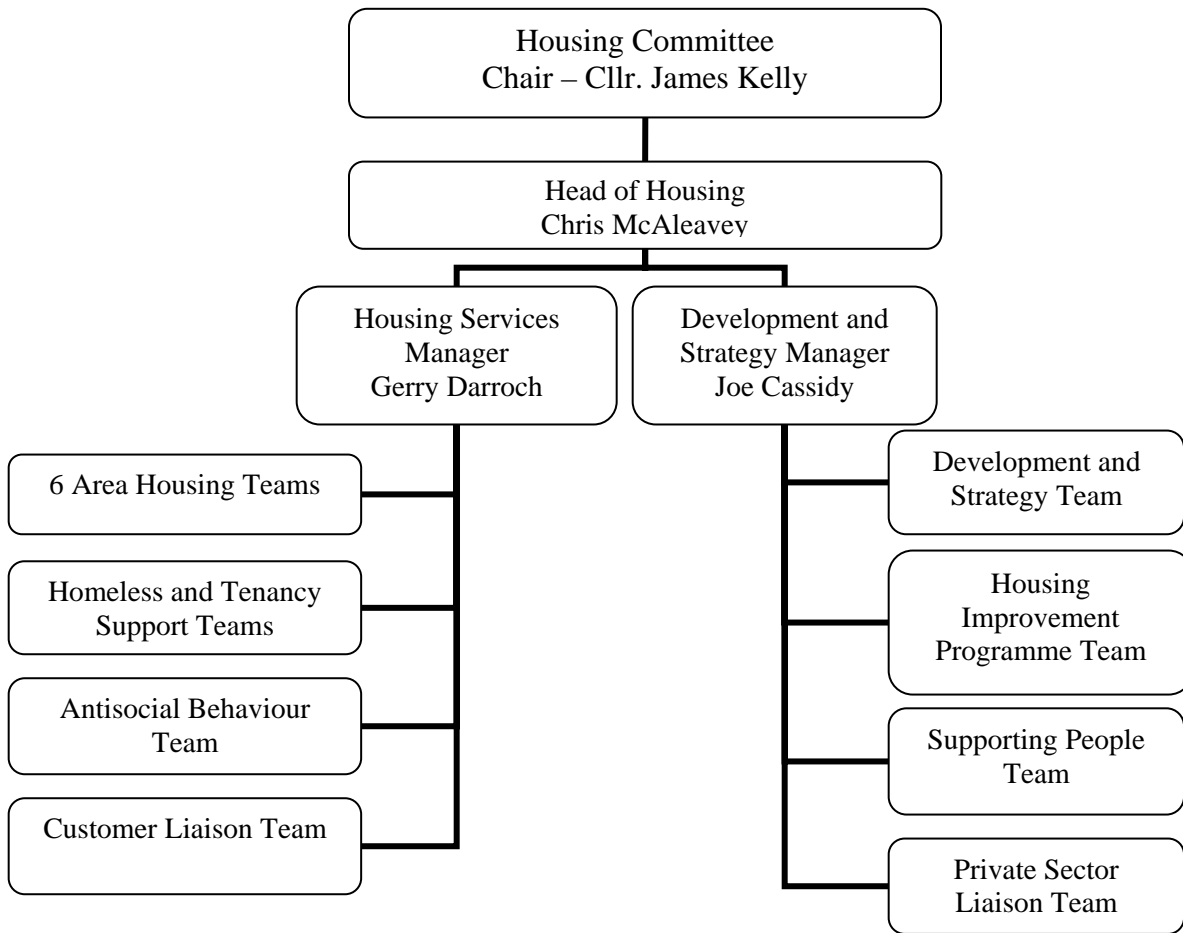 Housing Committee
Chair – Cllr. James Kelly
Head of Housing
Chris McAleavey
Housing Services
Manager
Gerry Darroch
Development and
Strategy Manager
Joe Cassidy
6 Area Housing Teams
Homeless and Tenancy
Support Teams
Antisocial Behaviour
Team
Customer Liaison Team
Development and
Strategy Team
Housing
Improvement
Programme Team
Supporting People
Team
Private Sector
Liaison Team